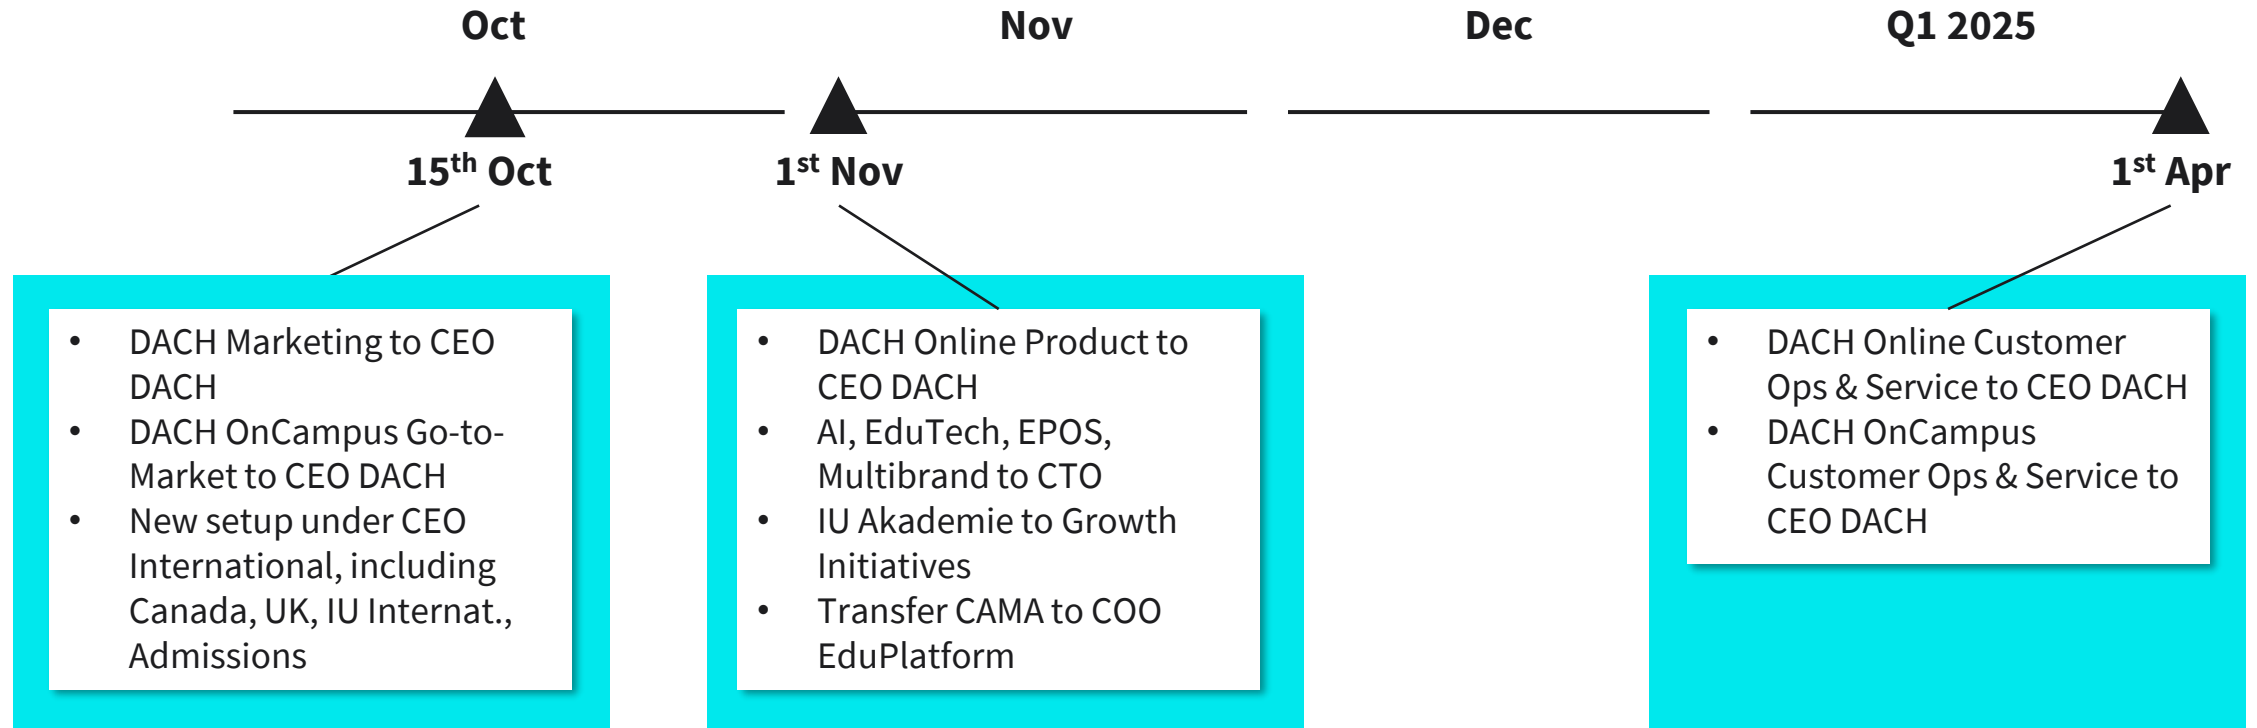 Oct
Nov
Dec
Q1 2025
15th Oct
1st Nov
1st Apr
• DACH Marketing to CEO
DACH
• DACH OnCampus Go-to-
Market to CEO DACH
• New setup under CEO
International, including
Canada, UK, IU Internat.,
Admissions
• DACH Online Product to
CEO DACH
• AI, EduTech, EPOS,
Multibrand to CTO
• IU Akademie to Growth
Initiatives
• Transfer CAMA to COO
EduPlatform
• DACH Online Customer
Ops & Service to CEO DACH
• DACH OnCampus
Customer Ops & Service to
CEO DACH